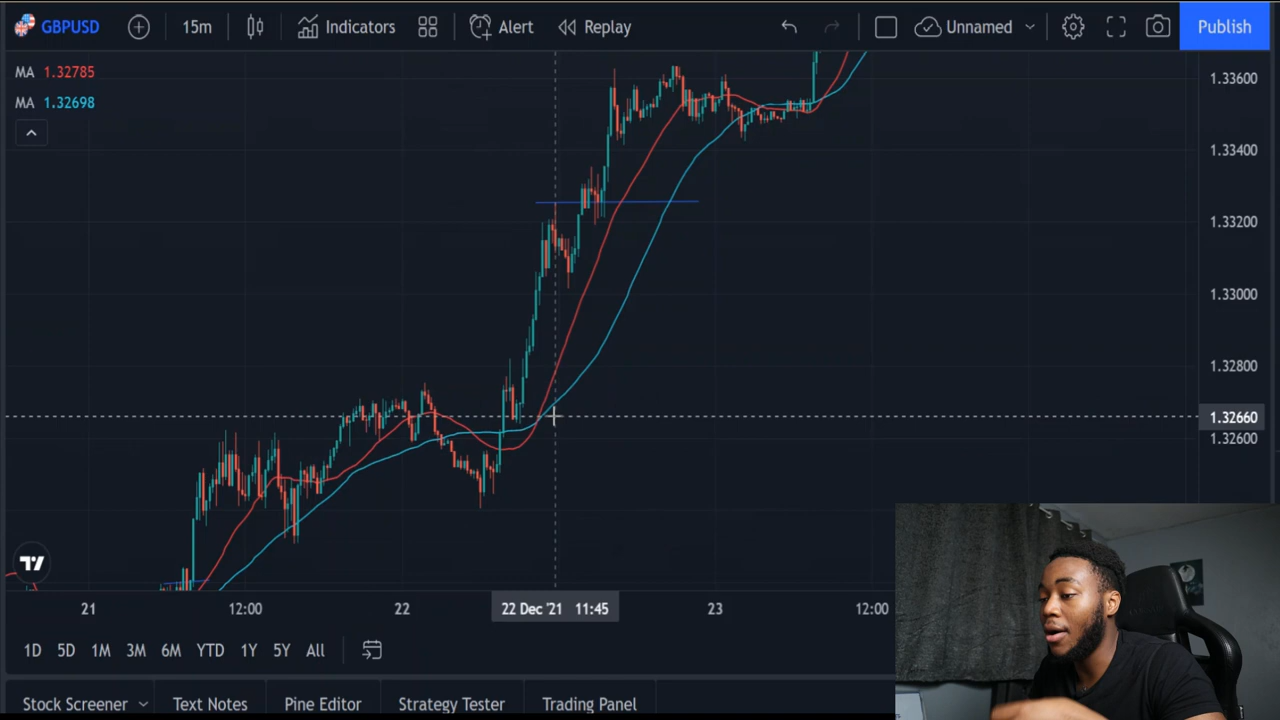 GBPUSD 15m Indicators Alert Replay Unnamed Publish
MA 1.32785
MA 1.32698
1.33600
1.33400
1.33200
1.33000
1.32800
1.32660
1.32600
21 12:00 22 22 Dec '21 11:45 23 12:00
1D 5D 1M 3M 6M YTD 1Y 5Y All
Stock Screener Text Notes Pine Editor Strategy Tester Trading Panel